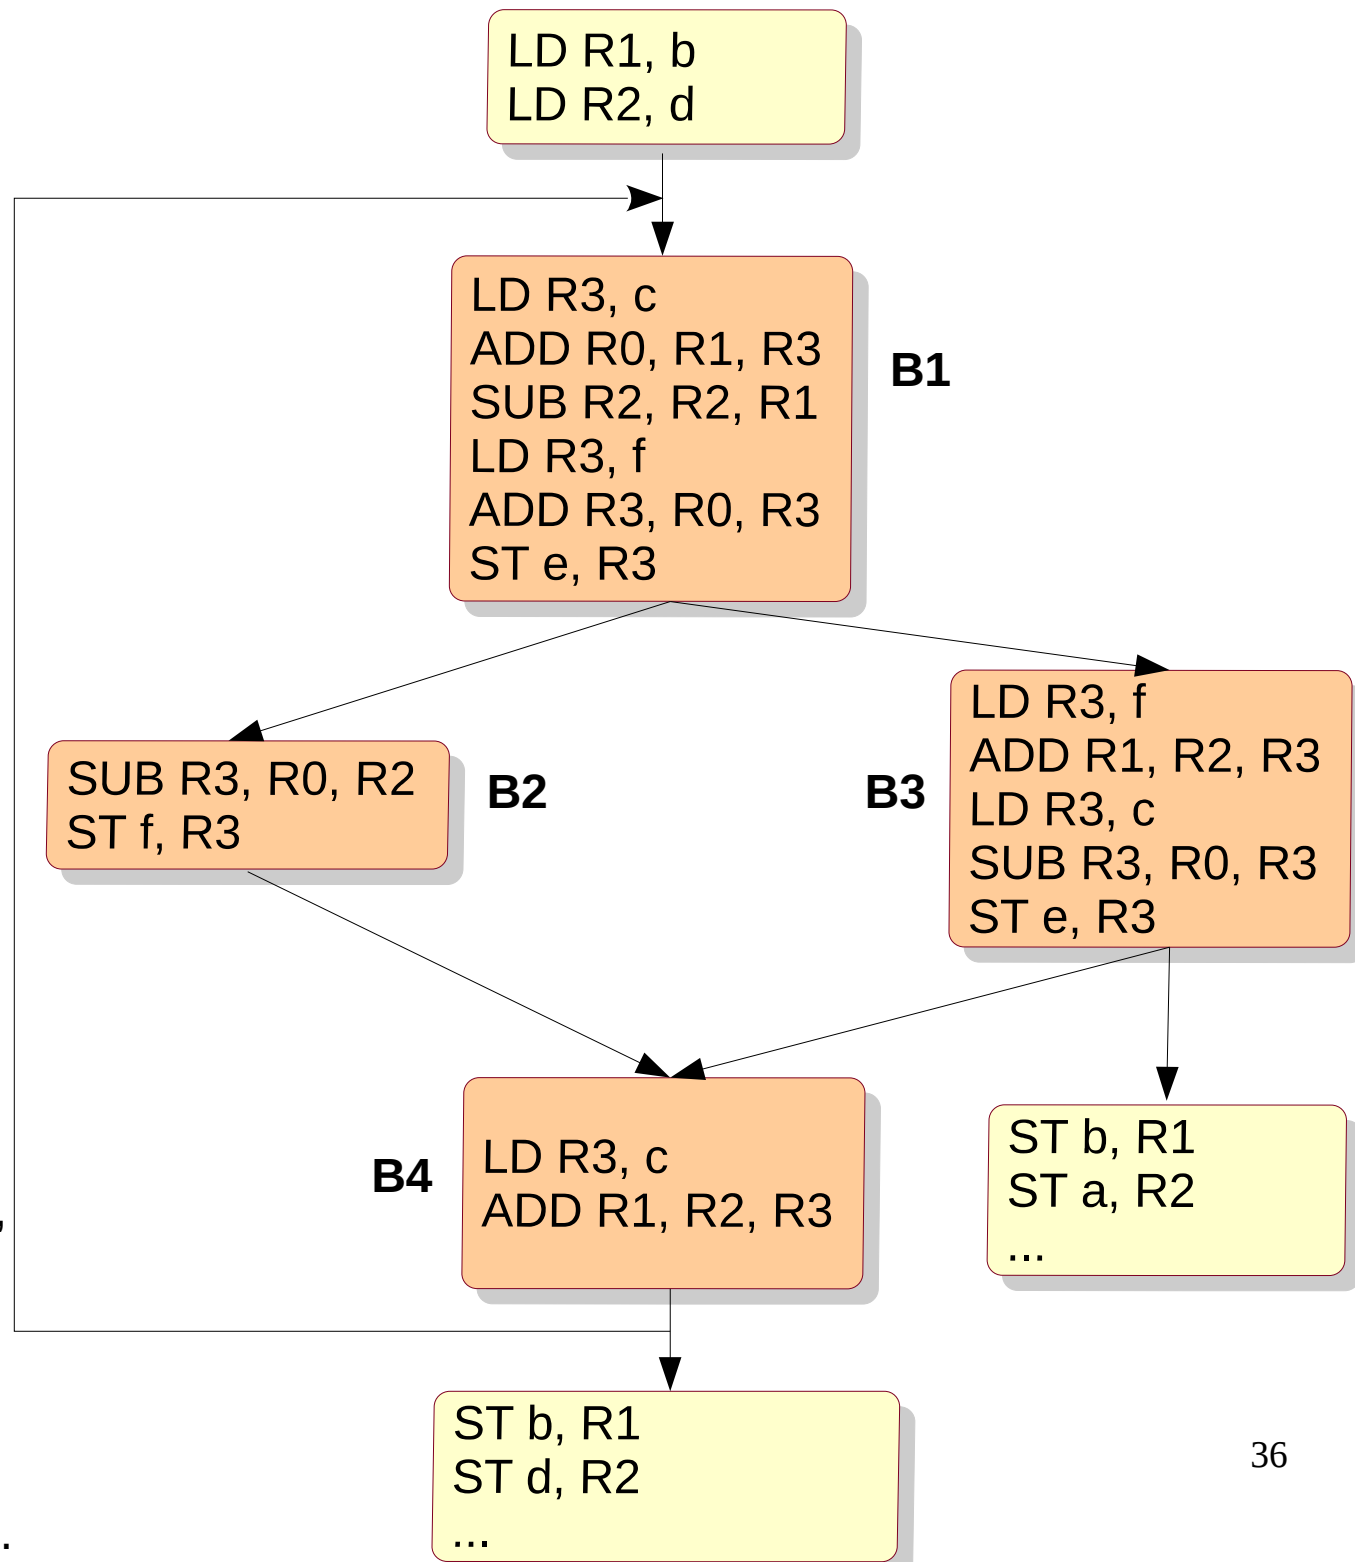 LD R1, b
LD R2, d
LD R3, c
ADD R0, R1, R3
SUB R2, R2, R1
LD R3, f
ADD R3, R0, R3
ST e, R3
B1
SUB R3, R0, R2
ST f, R3
B2
B3
LD R3, f
ADD R1, R2, R3
LD R3, c
SUB R3, R0, R3
ST e, R3
B4
LD R3, c
ADD R1, R2, R3
ST b, R1
ST a, R2
...
,
ST b, R1
ST d, R2
...
36
.